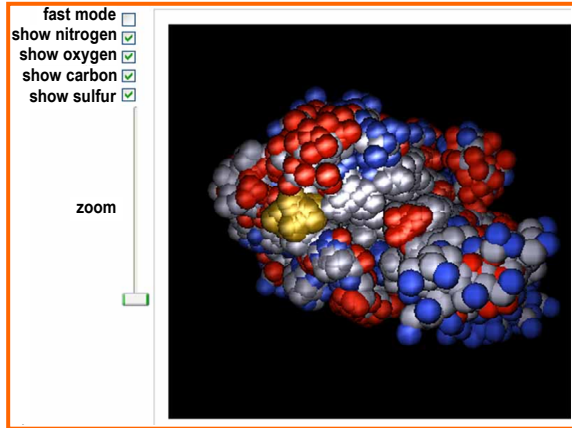 fast mode
show nitrogen
show oxygen
show carbon
show sulfur
zoom